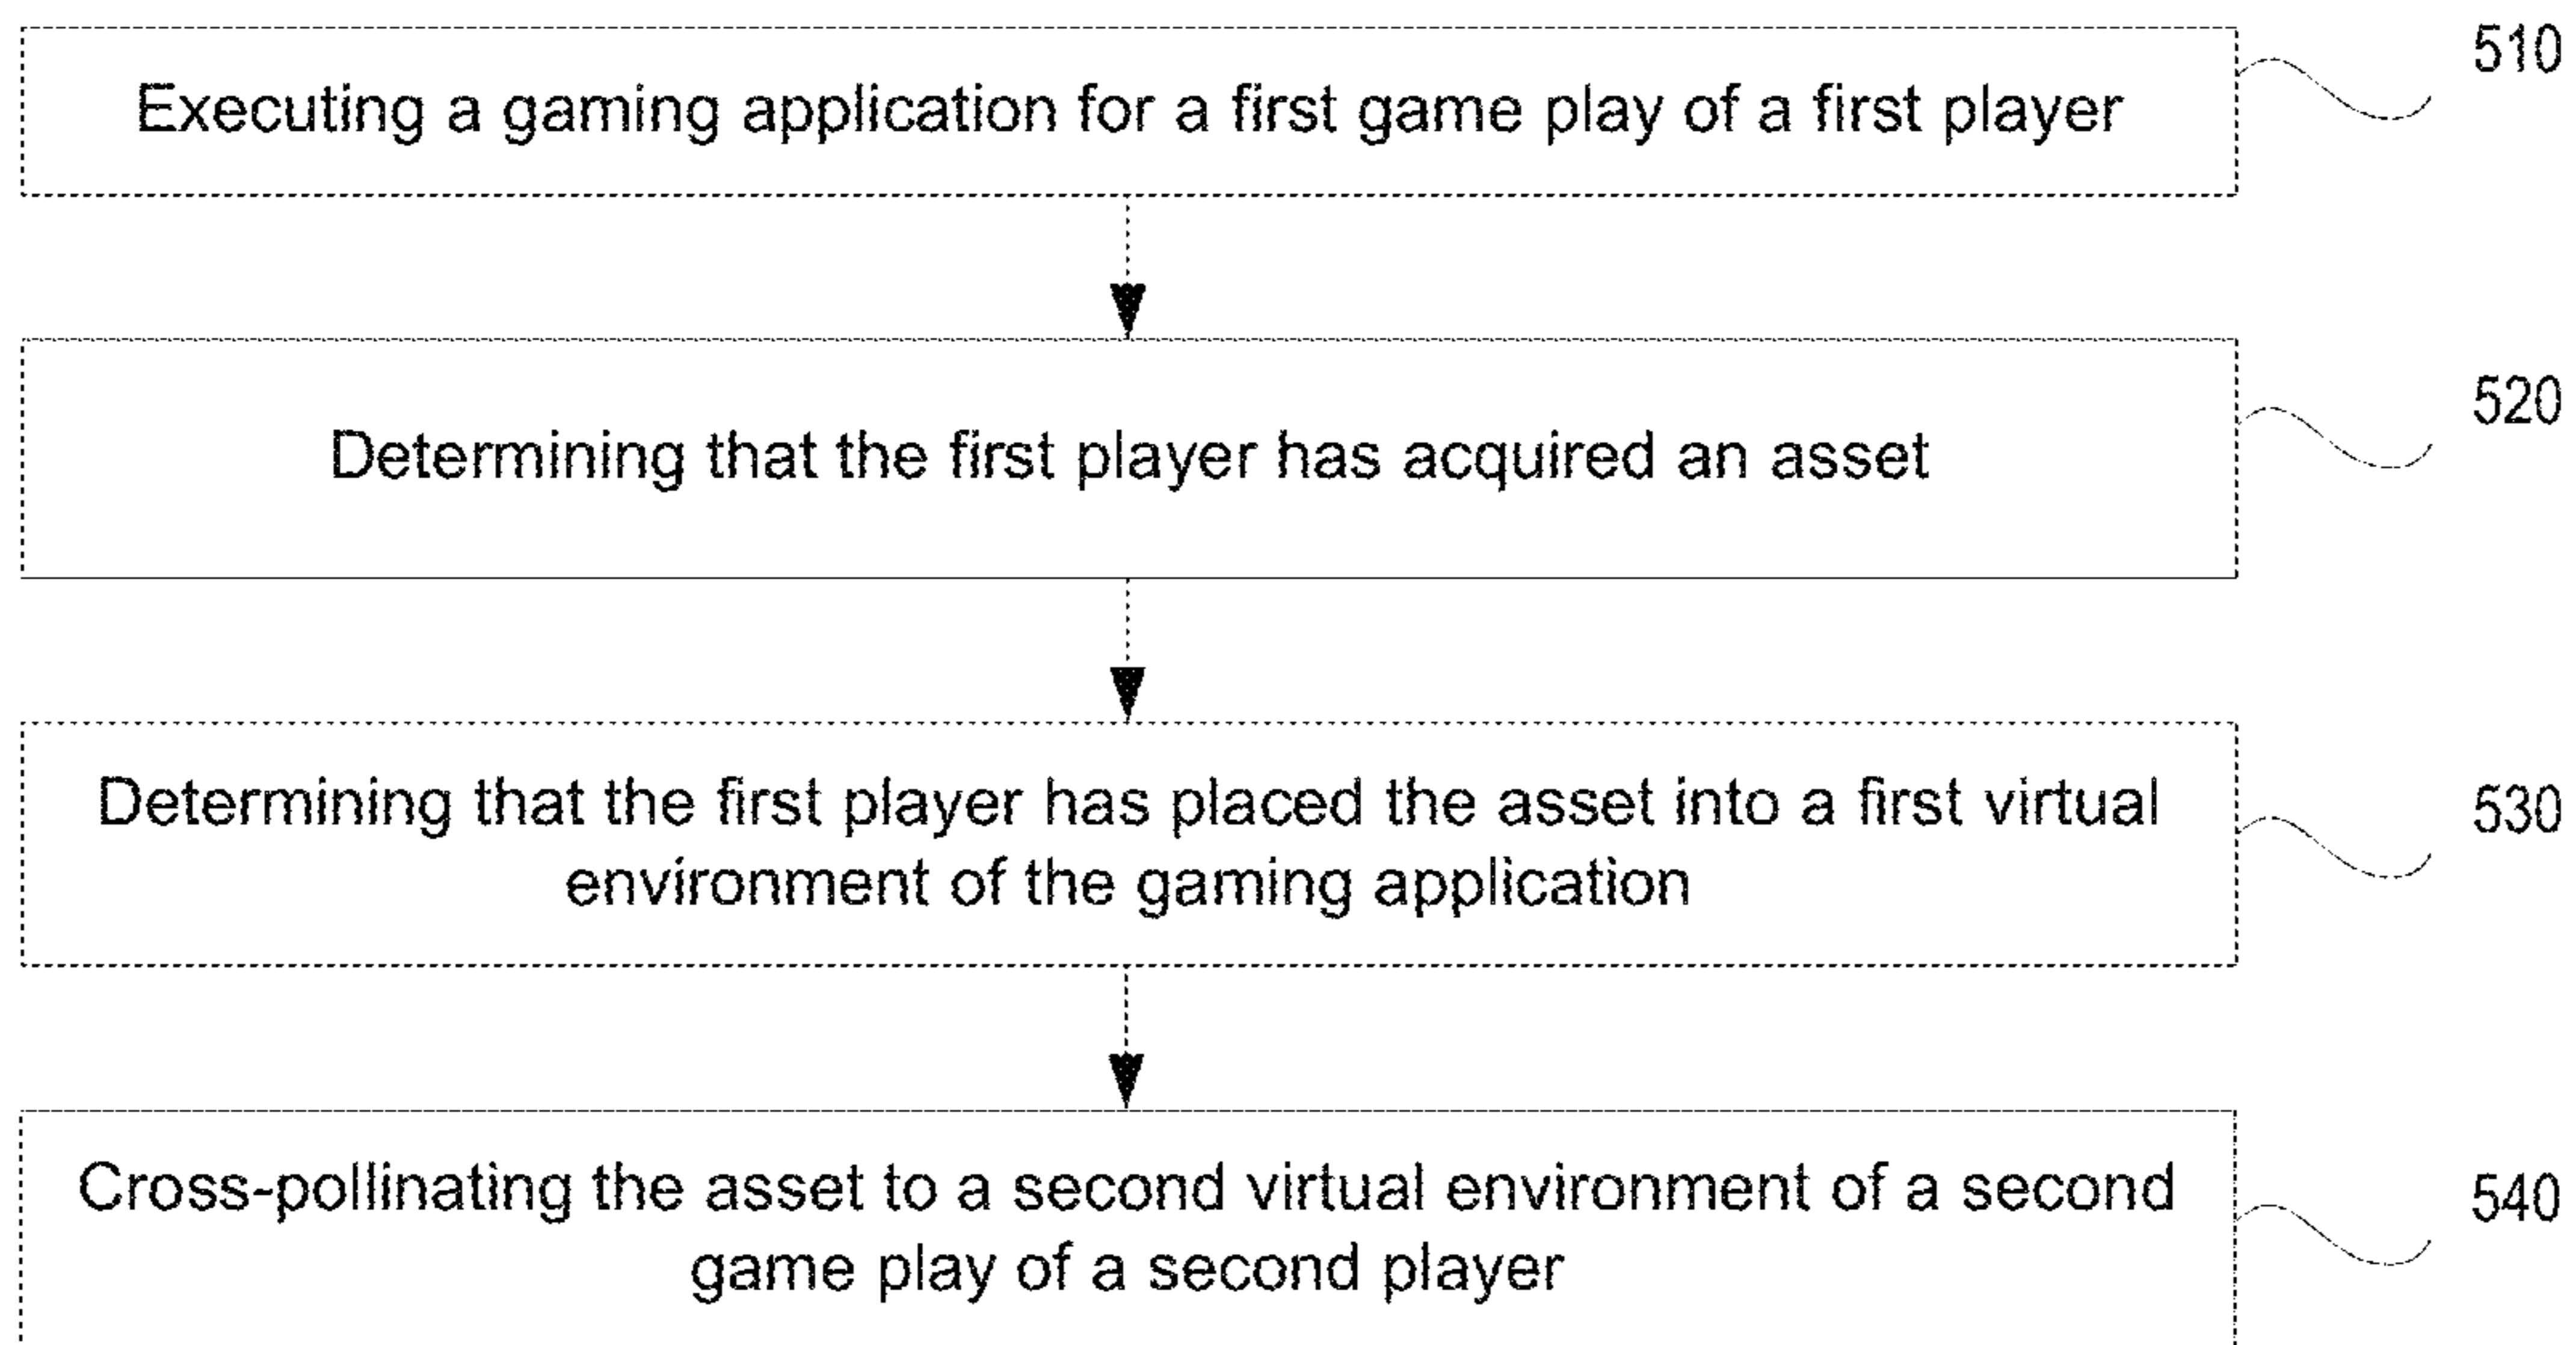 Executing a gaming application for a first game play of a first player
510
Determining that the first player has acquired an asset
520
Determining that the first player has placed the asset into a first virtual
environment of the gaming application
530
Cross-pollinating the asset to a second virtual environment of a second
game play of a second player
540